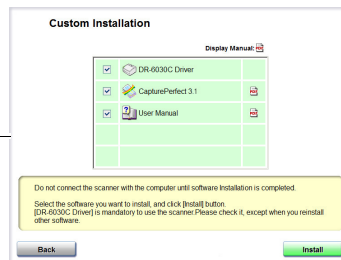 Custom Installation
Display Manual:
DR-6030C Driver
CapturePerfect 3.1
User Manual
Do not connect the scanner with the computer until software Installation is completed.
Select the software you want to install, and click [Install] button.
[DR-6030C Driver] is mandatory to use the scanner.Please check it, except when you reinstall
other software.
Back
Install